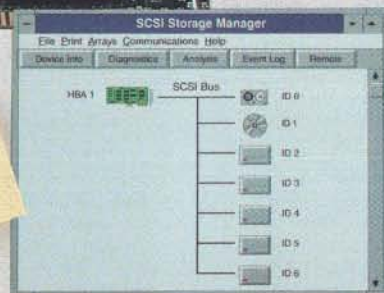 SCSI Storage Manager
File Print Arrays Communications Help
Device Info Diagnostics Analysis Event Log Remote
HBA 1
SCSI Bus
ID 0
ID 1
ID 2
ID 3
ID 4
ID 5
ID 6